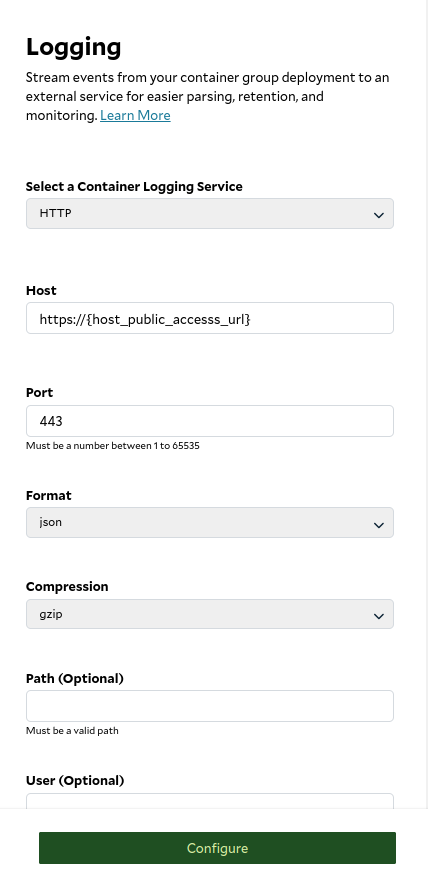 Logging
Stream events from your container group deployment to an
external service for easier parsing, retention, and
monitoring. Learn More
Select a Container Logging Service
HTTP
Host
https://{host_public_accesss_url}
Port
443
Must be a number between 1 to 65535
Format
json
Compression
gzip
Path (Optional)
Must be a valid path
User (Optional)
Configure